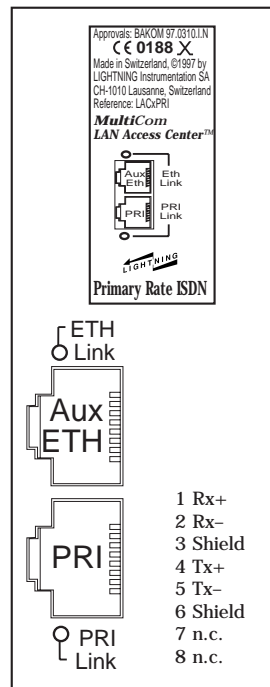 Approvals: BAKOM 97.0310.I.N
CE 0188 X
Made in Switzerland, ©1997 by
LIGHTNING Instrumentation SA
CH-1010 Lausanne, Switzerland
Reference: LACxPRI
MultiCom
LAN Access Center™
Aux
Eth
Eth
Link
PRI
PRI
Link
LIGHTNING
Primary Rate ISDN
ETH
Link
Aux
ETH
PRI
PRI
Link
1 Rx+
2 Rx–
3 Shield
4 Tx+
5 Tx–
6 Shield
7 n.c.
8 n.c.